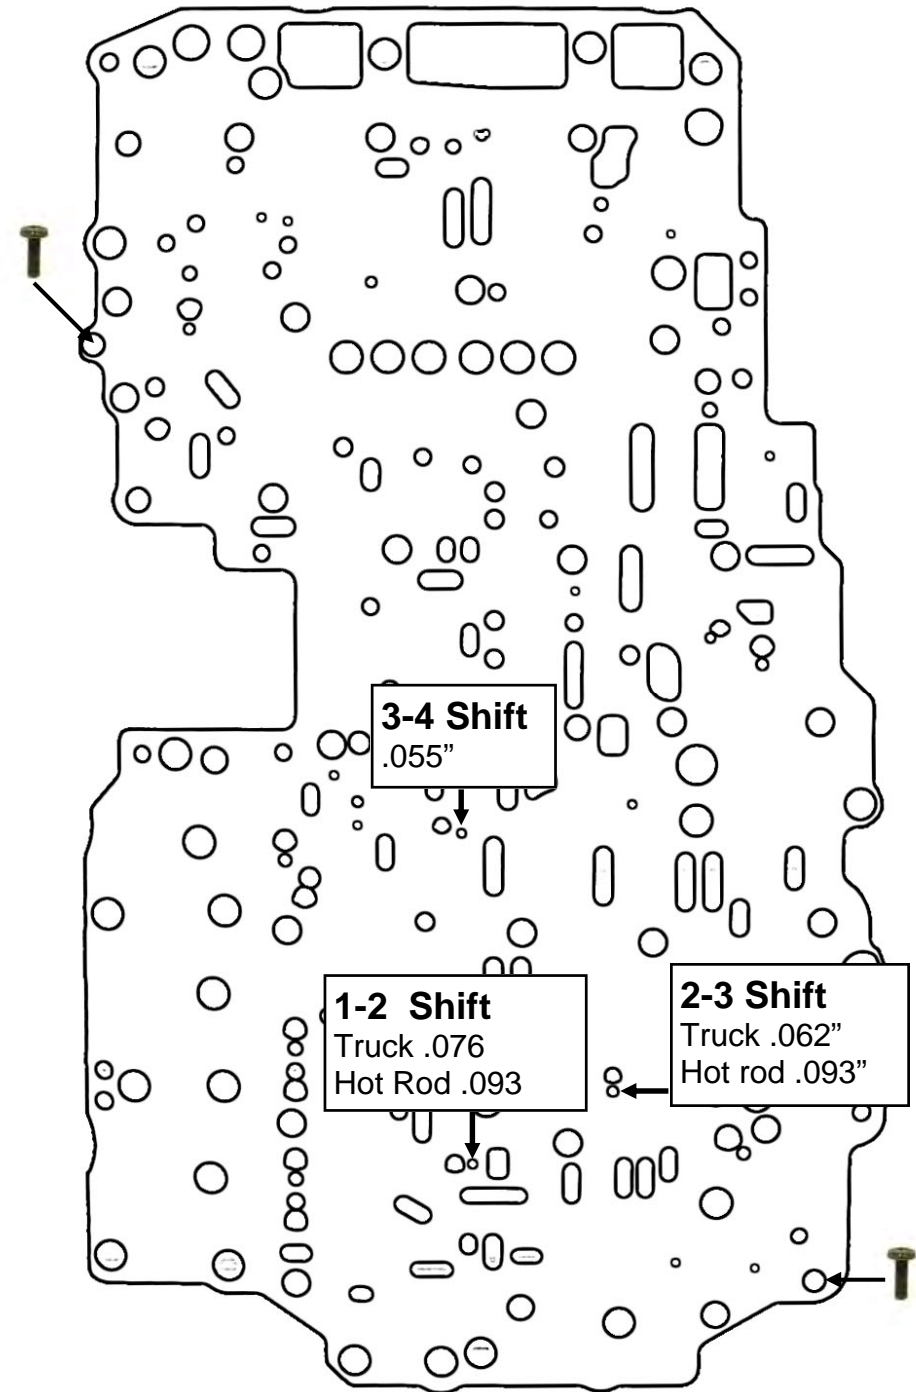 3-4 Shift
.055”
1-2 Shift
Truck .076
Hot Rod .093
2-3 Shift
Truck .062”
Hot rod .093”